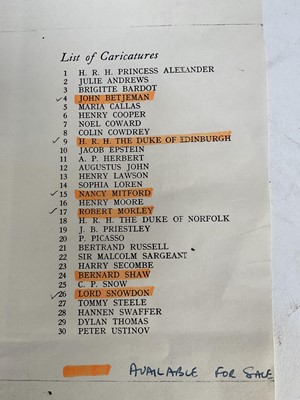 List of Caricatures
1 H. R. H. PRINCESS ALEXANDER
2 JULIE ANDREWS
3 BRIGITTE BARDOT
4 JOHN BETJEMAN
5 MARIA CALLAS
6 HENRY COOPER
7 NOEL COWARD
8 COLIN COWDREY
9 H. R. H. THE DUKE OF EDINBURGH
10 JACOB EPSTEIN
11 A. P. HERBERT
12 AUGUSTUS JOHN
13 HENRY LAWSON
14 SOPHIA LOREN
15 NANCY MITFORD
16 HENRY MOORE
17 ROBERT MORLEY
18 H. R. H. THE DUKE OF NORFOLK
19 J. B. PRIESTLEY
20 P. PICASSO
21 BERTRAND RUSSELL
22 SIR MALCOLM SARGEANT
23 HARRY SECOMBE
24 BERNARD SHAW
25 C. P. SNOW
26 LORD SNOWDON
27 TOMMY STEELE
28 HANNEN SWAFFER
29 DYLAN THOMAS
30 PETER USTINOV
AVAILABLE FOR SALE